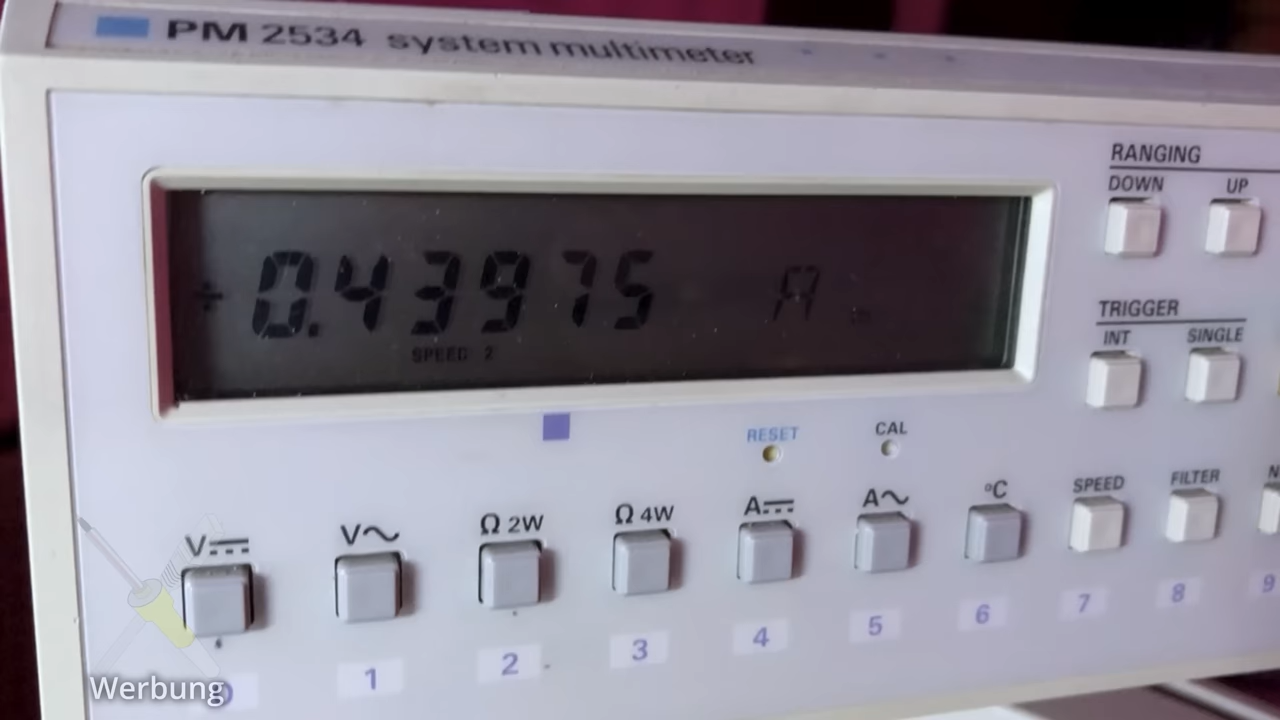 PM 2534 system multimeter
RANGING
DOWN UP
+0.43975 A
SPEED 2
TRIGGER
INT SINGLE
RESET CAL
V⎓ V~ Ω 2W Ω 4W A⎓ A~ °C SPEED FILTER
0 1 2 3 4 5 6 7 8 9
Werbung